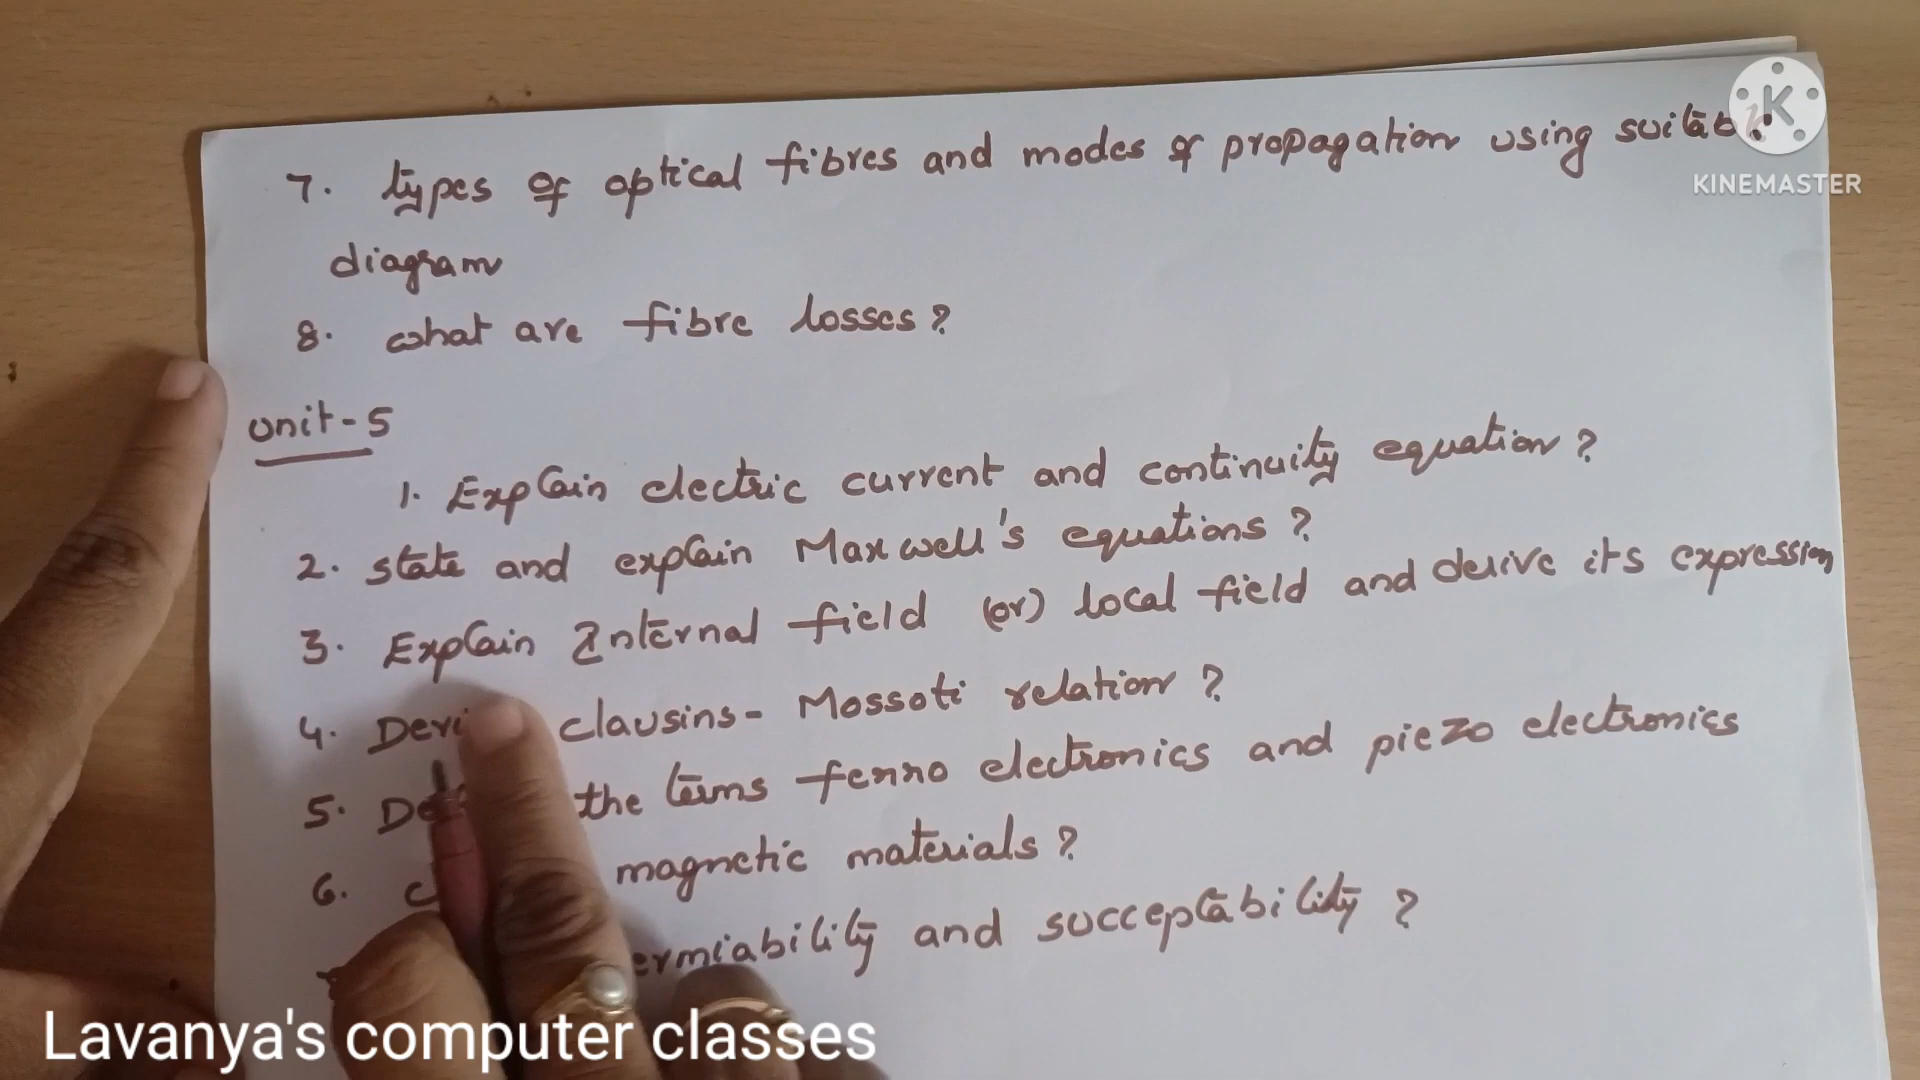 7. types of optical fibres and modes of propagation using
KINEMASTER
diagram
8. what are fibre losses?
unit-5
1. Explain electric current and continuity equation?
2. state and explain Maxwell's equations?
3. Explain Internal field (or) local field and derive its expression
4. clausins- Mossoti relation?
5. the terms ferro electronics and piezo electronics
6. magnetic materials?
and succeptability?
Lavanya's computer classes